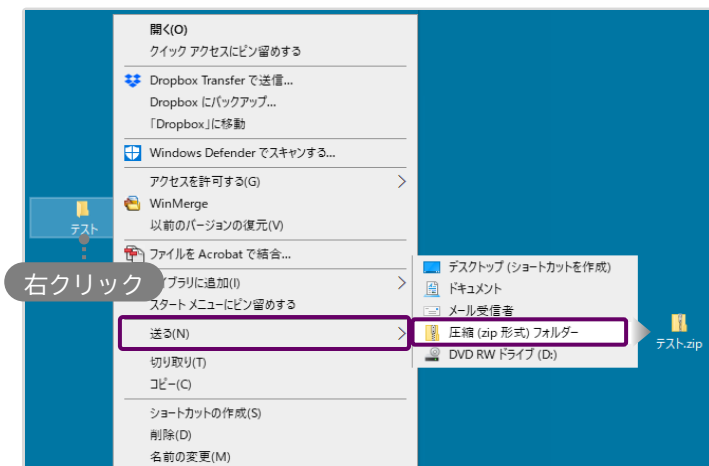 開く(O)
クイック アクセスにピン留めする
Dropbox Transfer で送信...
Dropbox にバックアップ...
「Dropbox」に移動
Windows Defender でスキャンする...
アクセスを許可する(G)
WinMerge
以前のバージョンの復元(V)
テスト
ファイルを Acrobat で結合...
右クリック
イブラリに追加(I)
スタート メニューにピン留めする
送る(N)
切り取り(T)
コピー(C)
ショートカットの作成(S)
削除(D)
名前の変更(M)
デスクトップ (ショートカットを作成)
ドキュメント
メール受信者
圧縮 (zip 形式) フォルダー
DVD RW ドライブ (D:)
テスト.zip